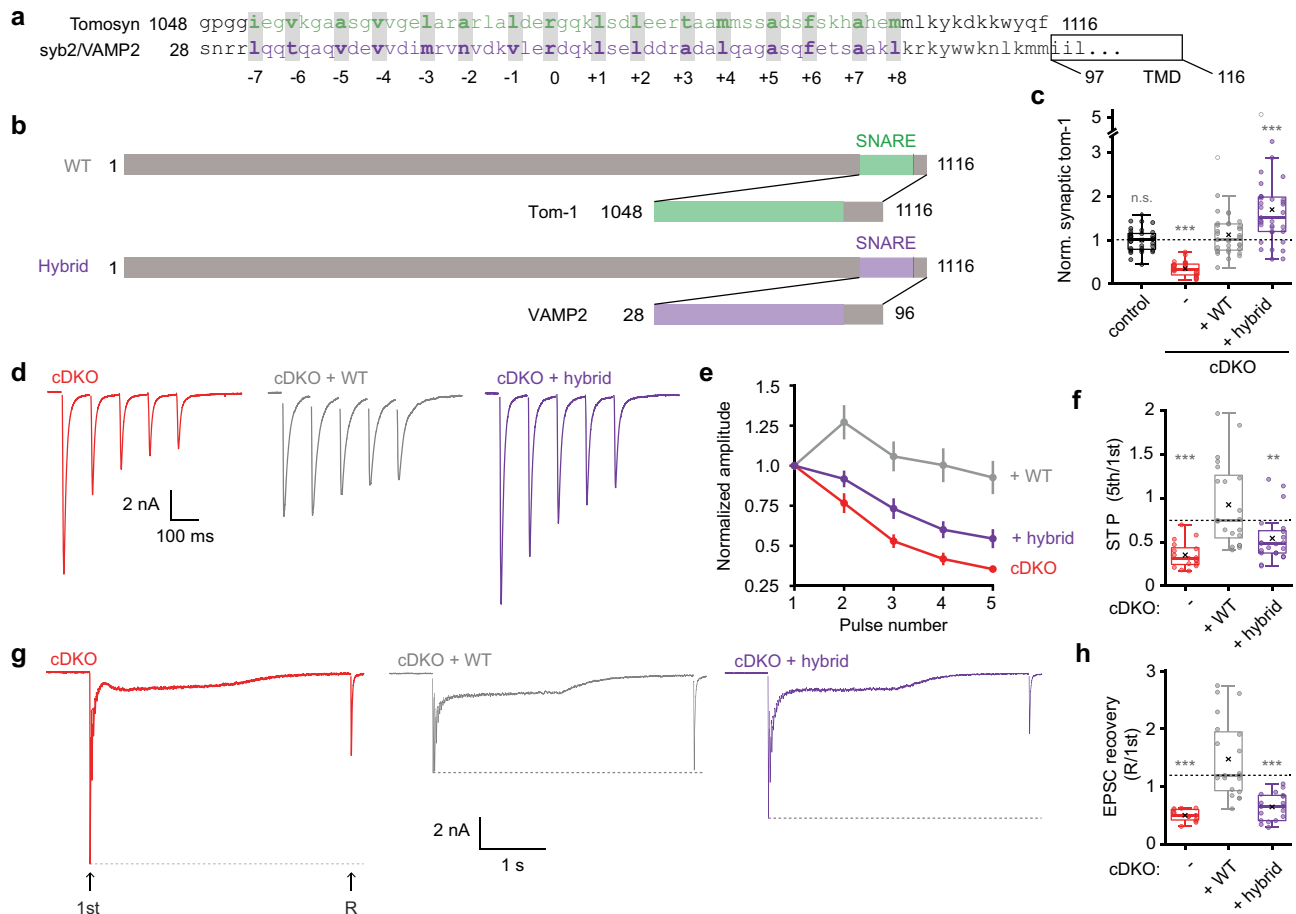 a
Tomosyn 1048 gpggiegvkgaasgvvgelararlaldergqklsdleertaammssadsfskhahemmlkykdkkwyqf 1116
syb2/VAMP2 28 snrrlqqtqaqvdevvdimrvnvdkvlerdqklselddradalqagasqfetsaaklkrkywwknlkmmiil...
-7 -6 -5 -4 -3 -2 -1 0 +1 +2 +3 +4 +5 +6 +7 +8
97 TMD 116
b
SNARE
WT 1 1116
Tom-1 1048 1116
SNARE
Hybrid 1 1116
VAMP2 28 96
c
Norm. synaptic tom-1
5
3
2
1
0
n.s.
***
***
control
-
+ WT
+ hybrid
cDKO
d
cDKO
cDKO + WT
cDKO + hybrid
2 nA
100 ms
e
Normalized amplitude
1.5
1.25
1.0
0.75
0.5
0.25
+ WT
+ hybrid
cDKO
1 2 3 4 5
Pulse number
f
STP (5th/1st)
2
1.5
1
0.5
0
***
**
cDKO: - + WT + hybrid
g
cDKO
cDKO + WT
cDKO + hybrid
2 nA
1 s
1st
R
h
EPSC recovery
(R/1st)
3
2
1
0
***
***
cDKO: - + WT + hybrid